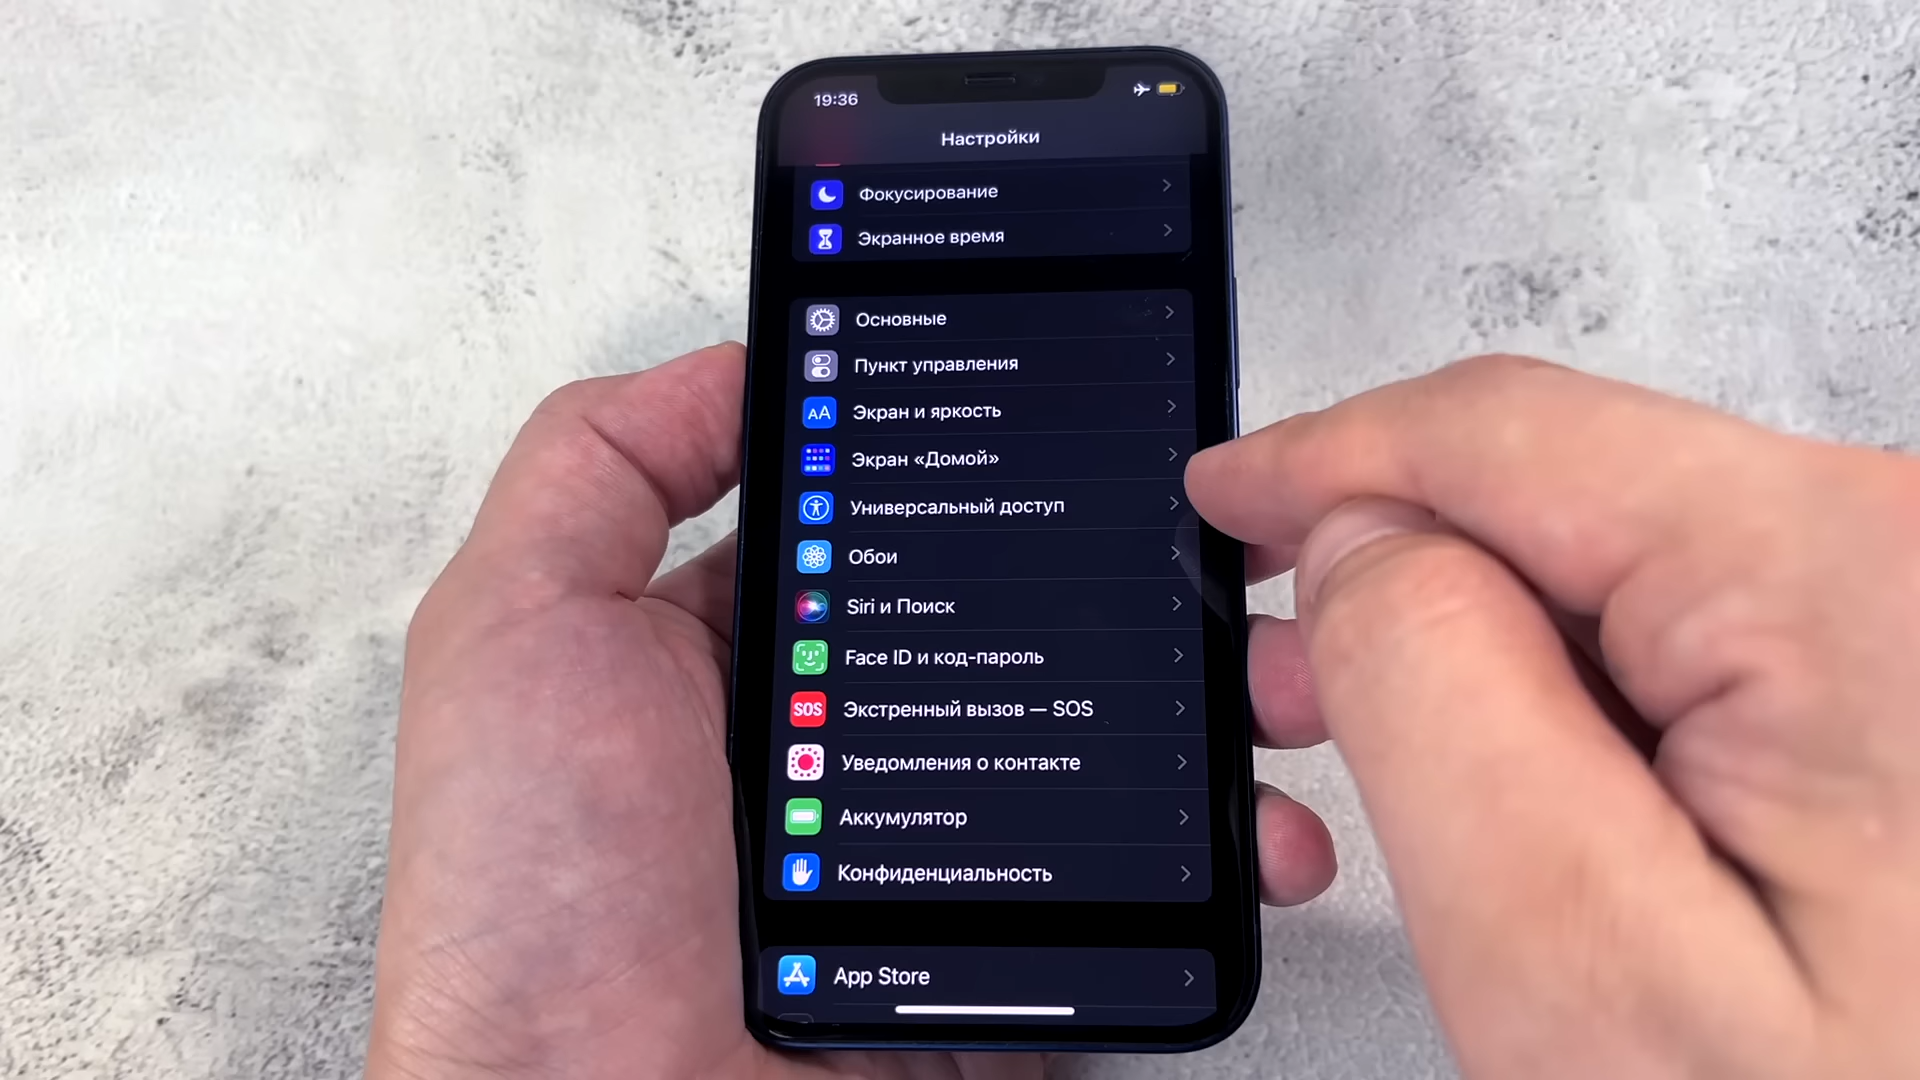 19:36
Настройки
Фокусирование
Экранное время
Основные
Пункт управления
AA Экран и яркость
Экран «Домой»
Универсальный доступ
Обои
Siri и Поиск
Face ID и код-пароль
SOS Экстренный вызов — SOS
Уведомления о контакте
Аккумулятор
Конфиденциальность
App Store